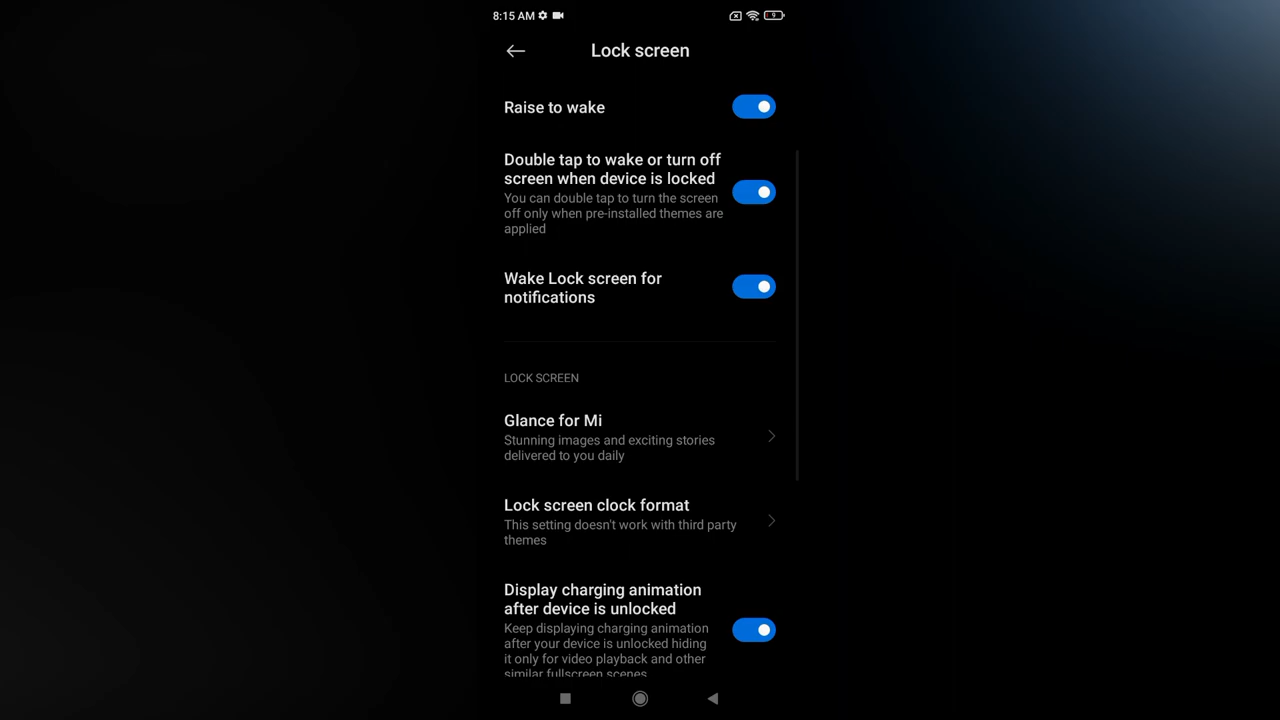 8:15 AM
9
Lock screen
Raise to wake
Double tap to wake or turn off
screen when device is locked
You can double tap to turn the screen
off only when pre-installed themes are
applied
Wake Lock screen for
notifications
LOCK SCREEN
Glance for Mi
Stunning images and exciting stories
delivered to you daily
Lock screen clock format
This setting doesn't work with third party
themes
Display charging animation
after device is unlocked
Keep displaying charging animation
after your device is unlocked hiding
it only for video playback and other
similar fullscreen scenes